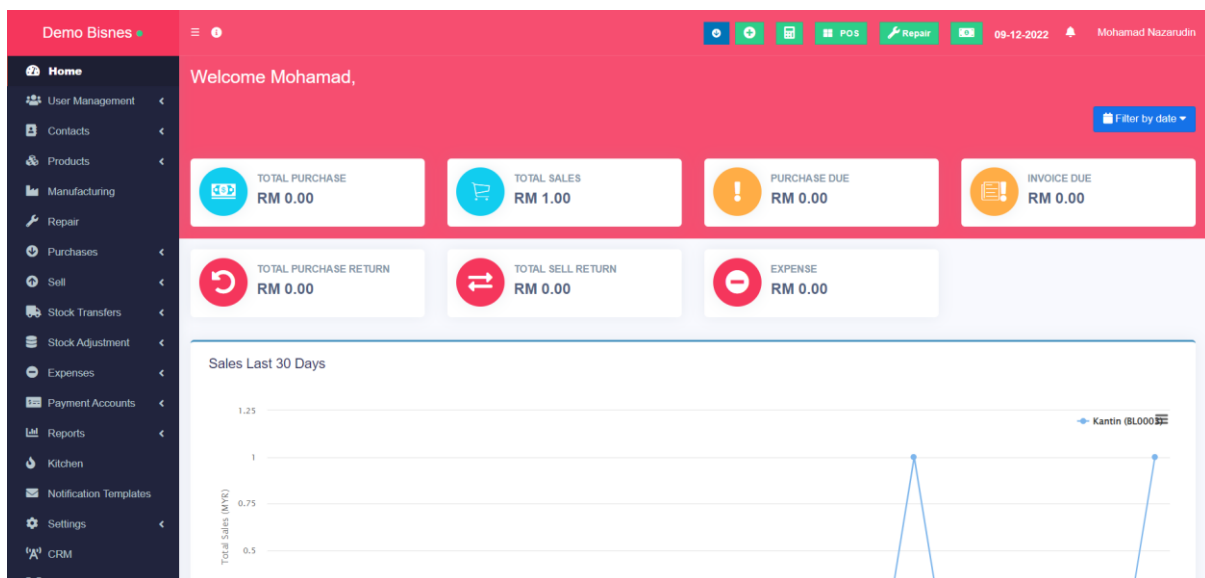 Demo Bisnes
POS
Repair
09-12-2022
Mohamad Nazarudin
Home
User Management
Contacts
Products
Manufacturing
Repair
Purchases
Sell
Stock Transfers
Stock Adjustment
Expenses
Payment Accounts
Reports
Kitchen
Notification Templates
Settings
CRM
Welcome Mohamad,
Filter by date
TOTAL PURCHASE
RM 0.00
TOTAL SALES
RM 1.00
PURCHASE DUE
RM 0.00
INVOICE DUE
RM 0.00
TOTAL PURCHASE RETURN
RM 0.00
TOTAL SELL RETURN
RM 0.00
EXPENSE
RM 0.00
Sales Last 30 Days
Kantin
1.25
1
0.75
0.5
Total Sales (MYR)